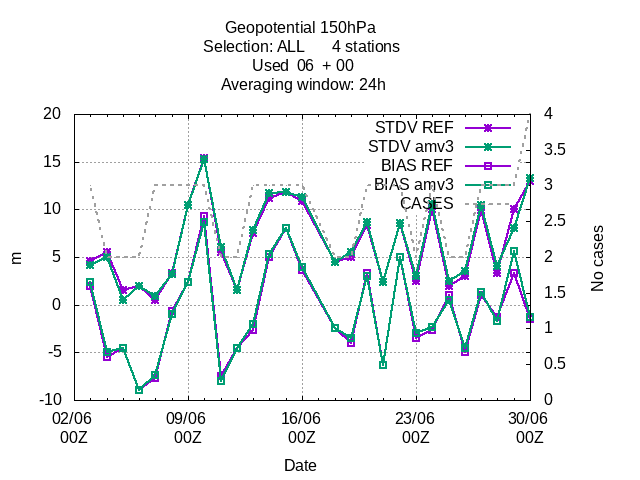 Geopotential 150hPa
Selection: ALL      4 stations
Used  06  + 00
Averaging window: 24h
STDV REF
STDV amv3
BIAS REF
BIAS amv3
CASES
20
15
10
5
0
-5
-10
m
4
3.5
3
2.5
2
1.5
1
0.5
0
No cases
02/06 09/06 16/06 23/06 30/06
00Z 00Z 00Z 00Z 00Z
Date